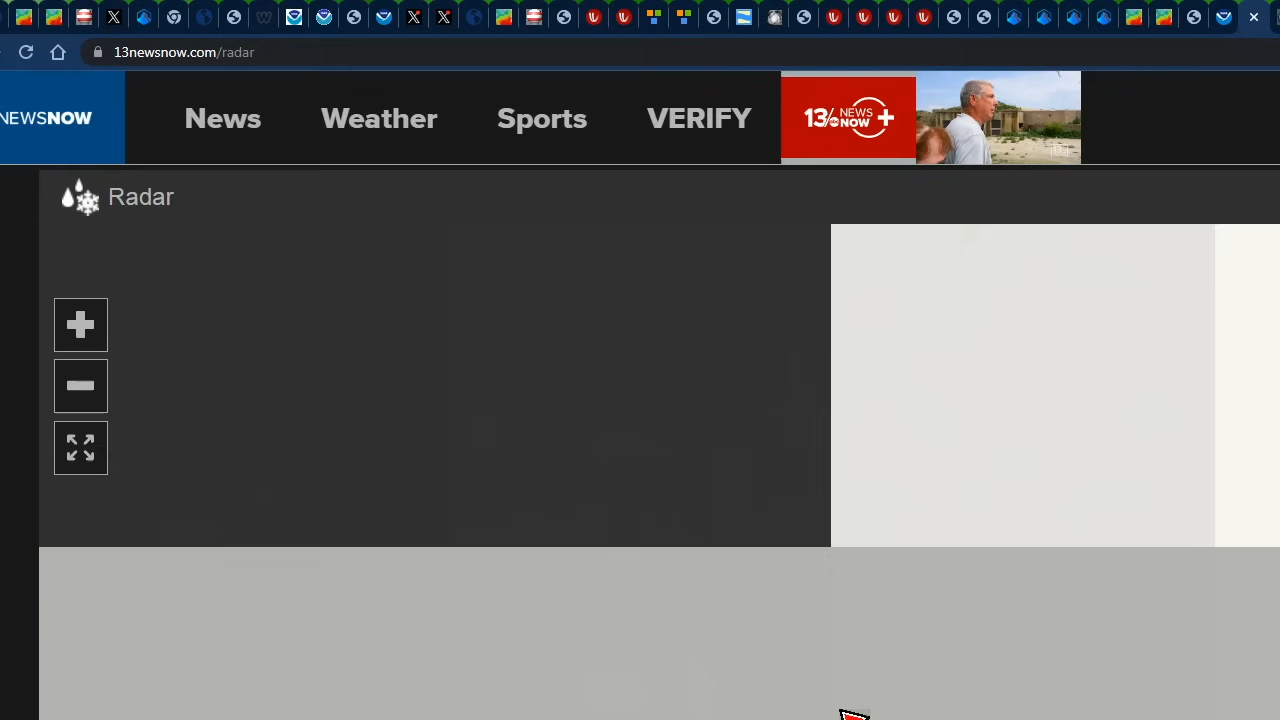 13newsnow.com/radar
NEWSNOW
News
Weather
Sports
VERIFY
13 NEWS
NOW +
Radar